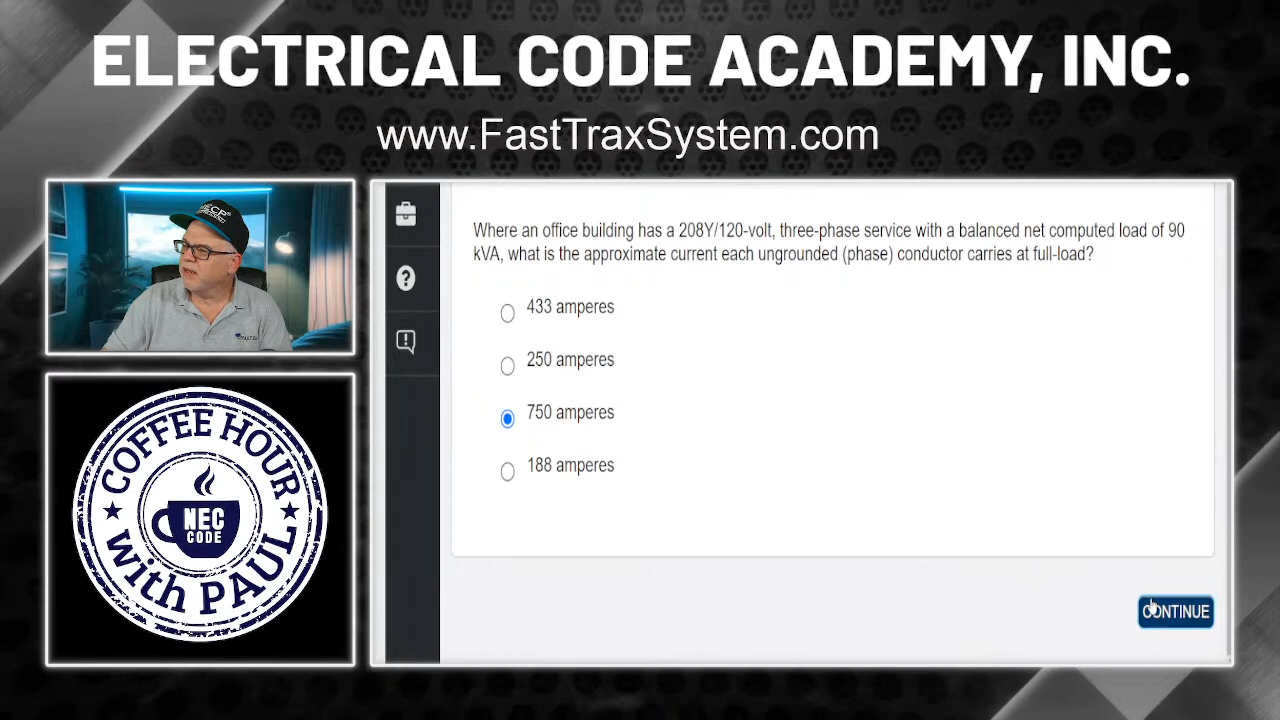 ELECTRICAL CODE ACADEMY, INC.
www.FastTraxSystem.com
Where an office building has a 208Y/120-volt, three-phase service with a balanced net computed load of 90
kVA, what is the approximate current each ungrounded (phase) conductor carries at full-load?
433 amperes
250 amperes
750 amperes
188 amperes
CONTINUE
COFFEE HOUR
NEC
CODE
with PAUL